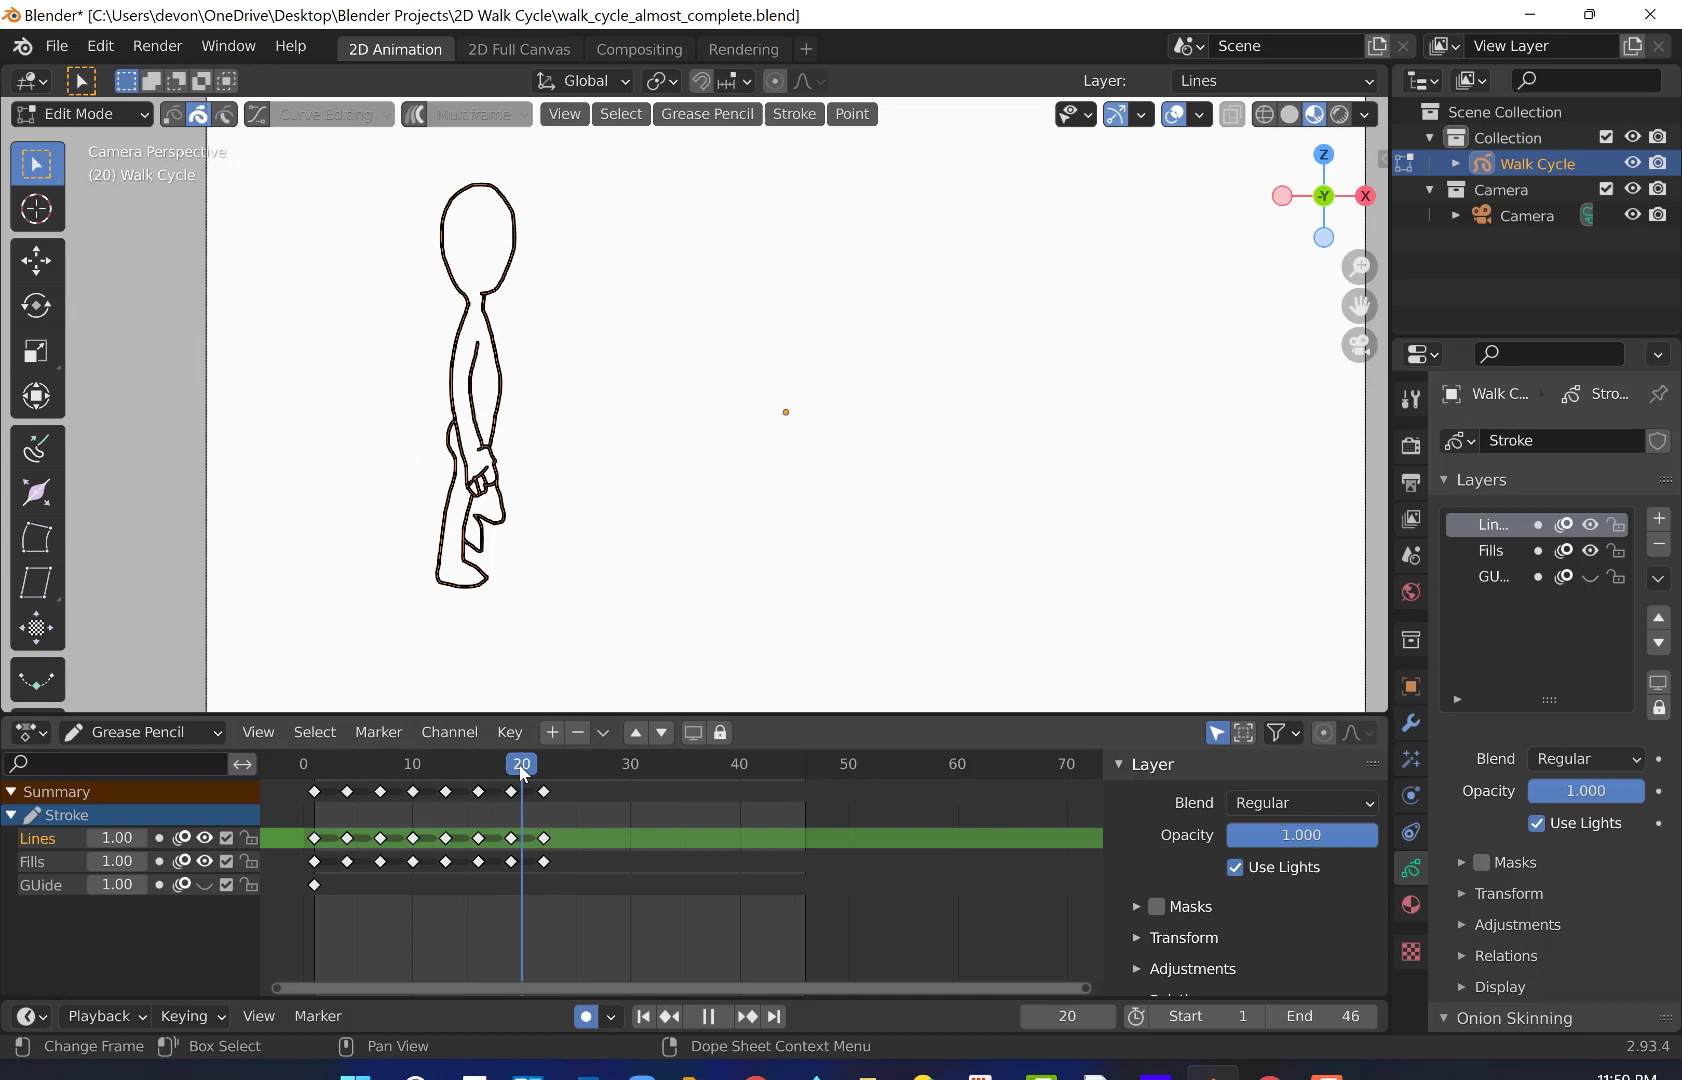 Blender* [C:\Users\devon\OneDrive\Desktop\Blender Projects\2D Walk Cycle\walk_cycle_almost_complete.blend]
File Edit Render Window Help 2D Animation 2D Full Canvas Compositing Rendering + Scene View Layer
Global Layer: Lines
Edit Mode Curve Editing Multiframe View Select Grease Pencil Stroke Point
Camera Perspective
(20) Walk Cycle
Z
-Y X
Scene Collection
Collection
Walk Cycle
Camera
Camera
Walk C... Stro...
Stroke
Layers
Lin...
Fills
GU...
Blend Regular
Opacity 1.000
Use Lights
Masks
Transform
Adjustments
Relations
Display
Onion Skinning
Grease Pencil View Select Marker Channel Key
0 10 20 30 40 50 60 70
Summary
Stroke
Lines 1.00
Fills 1.00
GUide 1.00
Layer
Blend Regular
Opacity 1.000
Use Lights
Masks
Transform
Adjustments
Playback Keying View Marker 20 Start 1 End 46
Change Frame Box Select Pan View Dope Sheet Context Menu 2.93.4